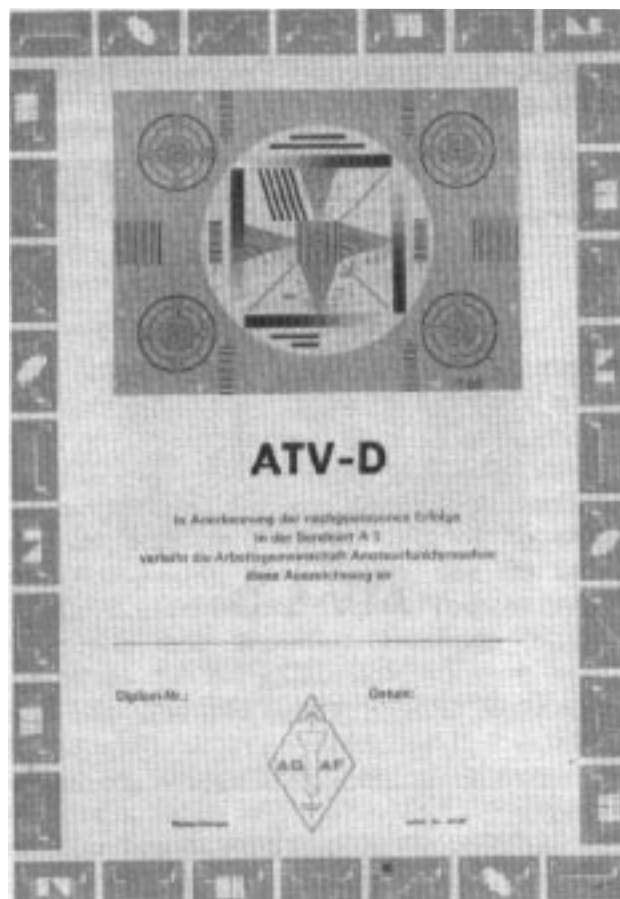 ATV-D
In Anerkennung der nachgewiesenen Erfolge
in der Sendeart A 5
verleiht die Arbeitsgemeinschaft Amateurfunkfernsehen
diese Auszeichnung an
Diplom-Nr.:
Datum:
AG AF